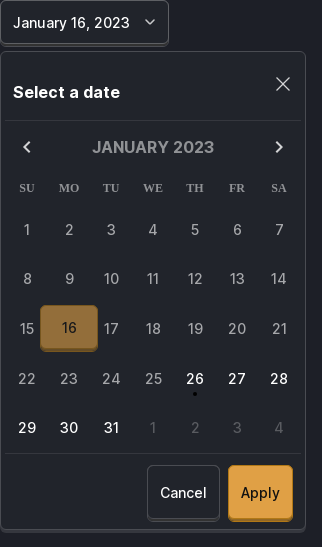 January 16, 2023
Select a date
JANUARY 2023
SU MO TU WE TH FR SA
1 2 3 4 5 6 7
8 9 10 11 12 13 14
15 16 17 18 19 20 21
22 23 24 25 26 27 28
29 30 31 1 2 3 4
Cancel Apply